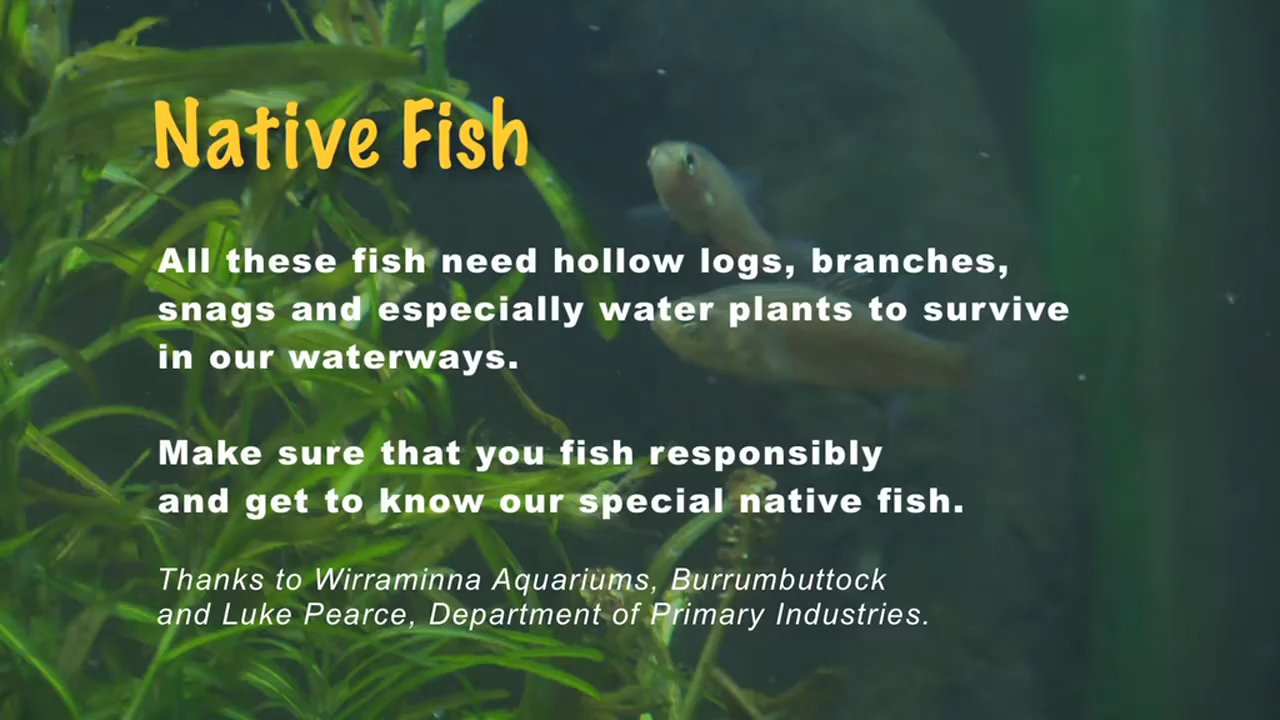 Native Fish
All these fish need hollow logs, branches,
snags and especially water plants to survive
in our waterways.
Make sure that you fish responsibly
and get to know our special native fish.
Thanks to Wirraminna Aquariums, Burrumbuttock
and Luke Pearce, Department of Primary Industries.